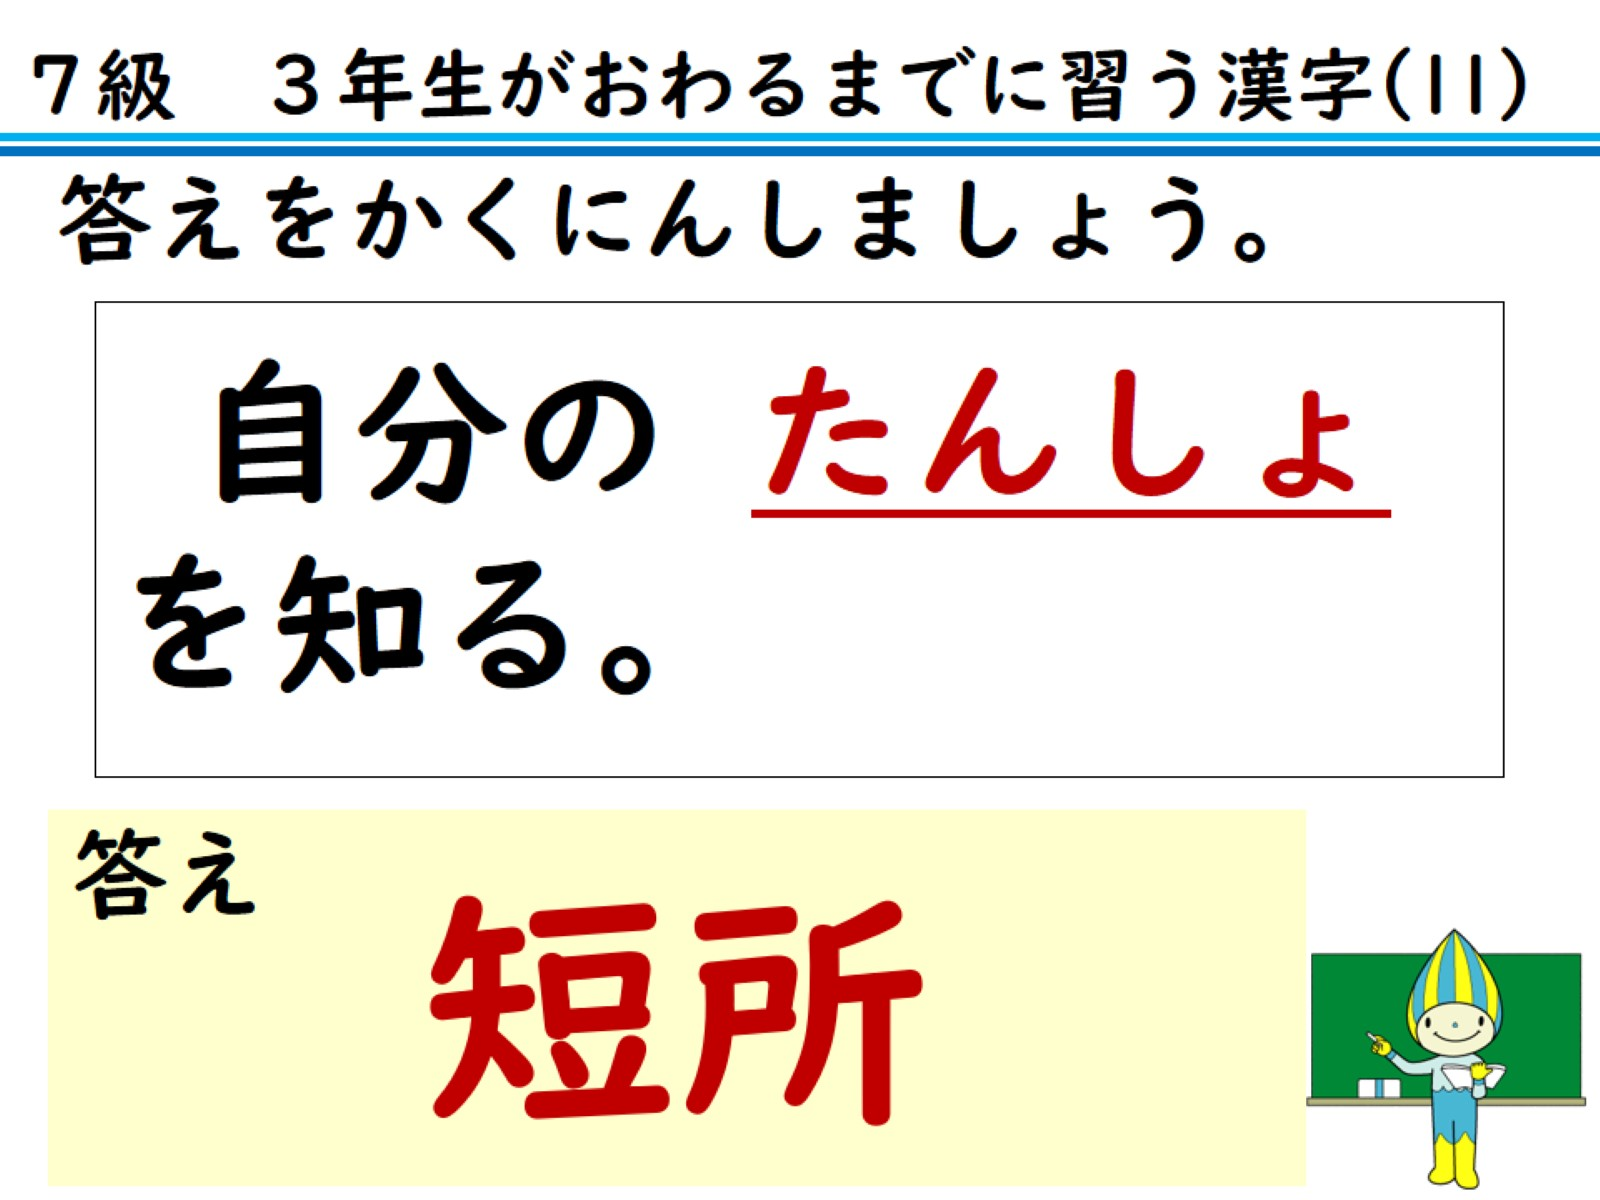 ７級　３年生がおわるまでに習う漢字(11)
答えをかくにんしましょう。
自分の たんしょ
を知る。
答え
短所